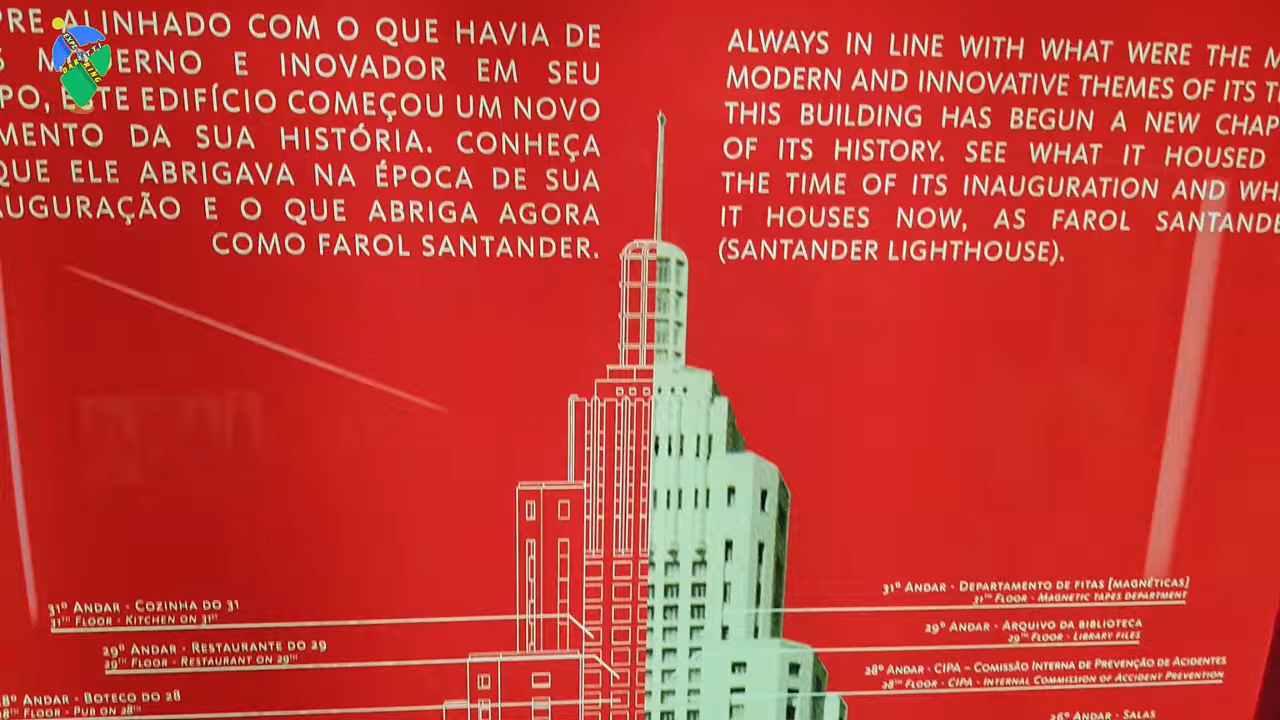 ALINHADO COM O QUE HAVIA DE
E INOVADOR EM SEU
ESTE EDIFÍCIO COMEÇOU UM NOVO
DA SUA HISTÓRIA. CONHEÇA
QUE ELE ABRIGAVA NA ÉPOCA DE SUA
AUGURAÇÃO E O QUE ABRIGA AGORA
COMO FAROL SANTANDER.
ALWAYS IN LINE WITH WHAT WERE THE M
MODERN AND INNOVATIVE THEMES OF ITS T
THIS BUILDING HAS BEGUN A NEW CHAP
OF ITS HISTORY. SEE WHAT IT HOUSED
THE TIME OF ITS INAUGURATION AND WH
IT HOUSES NOW, AS FAROL SANTANDE
(SANTANDER LIGHTHOUSE).
31º ANDAR - COZINHA DO 31
31TH FLOOR - KITCHEN ON 31ST
29º ANDAR - RESTAURANTE DO 29
29TH FLOOR - RESTAURANT ON 29TH
8º ANDAR - BOTECO DO 28
8TH FLOOR - PUB ON 28TH
31º ANDAR - DEPARTAMENTO DE FITAS [MAGNÉTICAS]
31TH FLOOR - MAGNETIC TAPES DEPARTMENT
29º ANDAR - ARQUIVO DA BIBLIOTECA
29TH FLOOR - LIBRARY FILES
28º ANDAR - CIPA – COMISSÃO INTERNA DE PREVENÇÃO DE ACIDENTES
28TH FLOOR - CIPA - INTERNAL COMMISSION OF ACCIDENT PREVENTION
26º ANDAR - SALAS